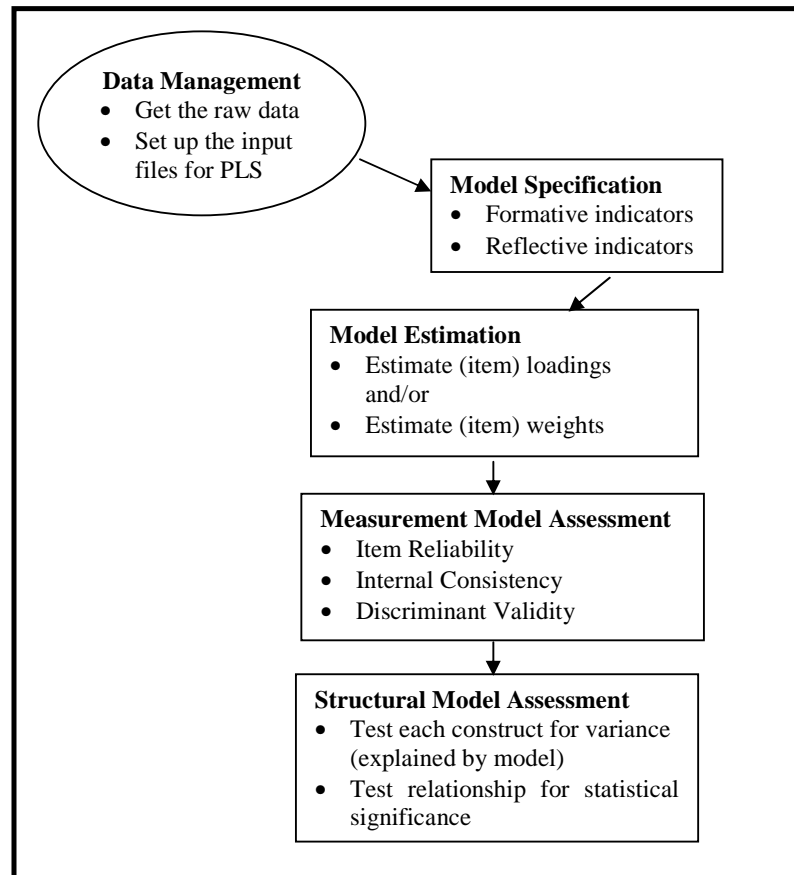 Data Management
• Get the raw data
• Set up the input
files for PLS
Model Specification
• Formative indicators
• Reflective indicators
Model Estimation
• Estimate (item) loadings
and/or
• Estimate (item) weights
Measurement Model Assessment
• Item Reliability
• Internal Consistency
• Discriminant Validity
Structural Model Assessment
• Test each construct for variance
(explained by model)
• Test relationship for statistical
significance